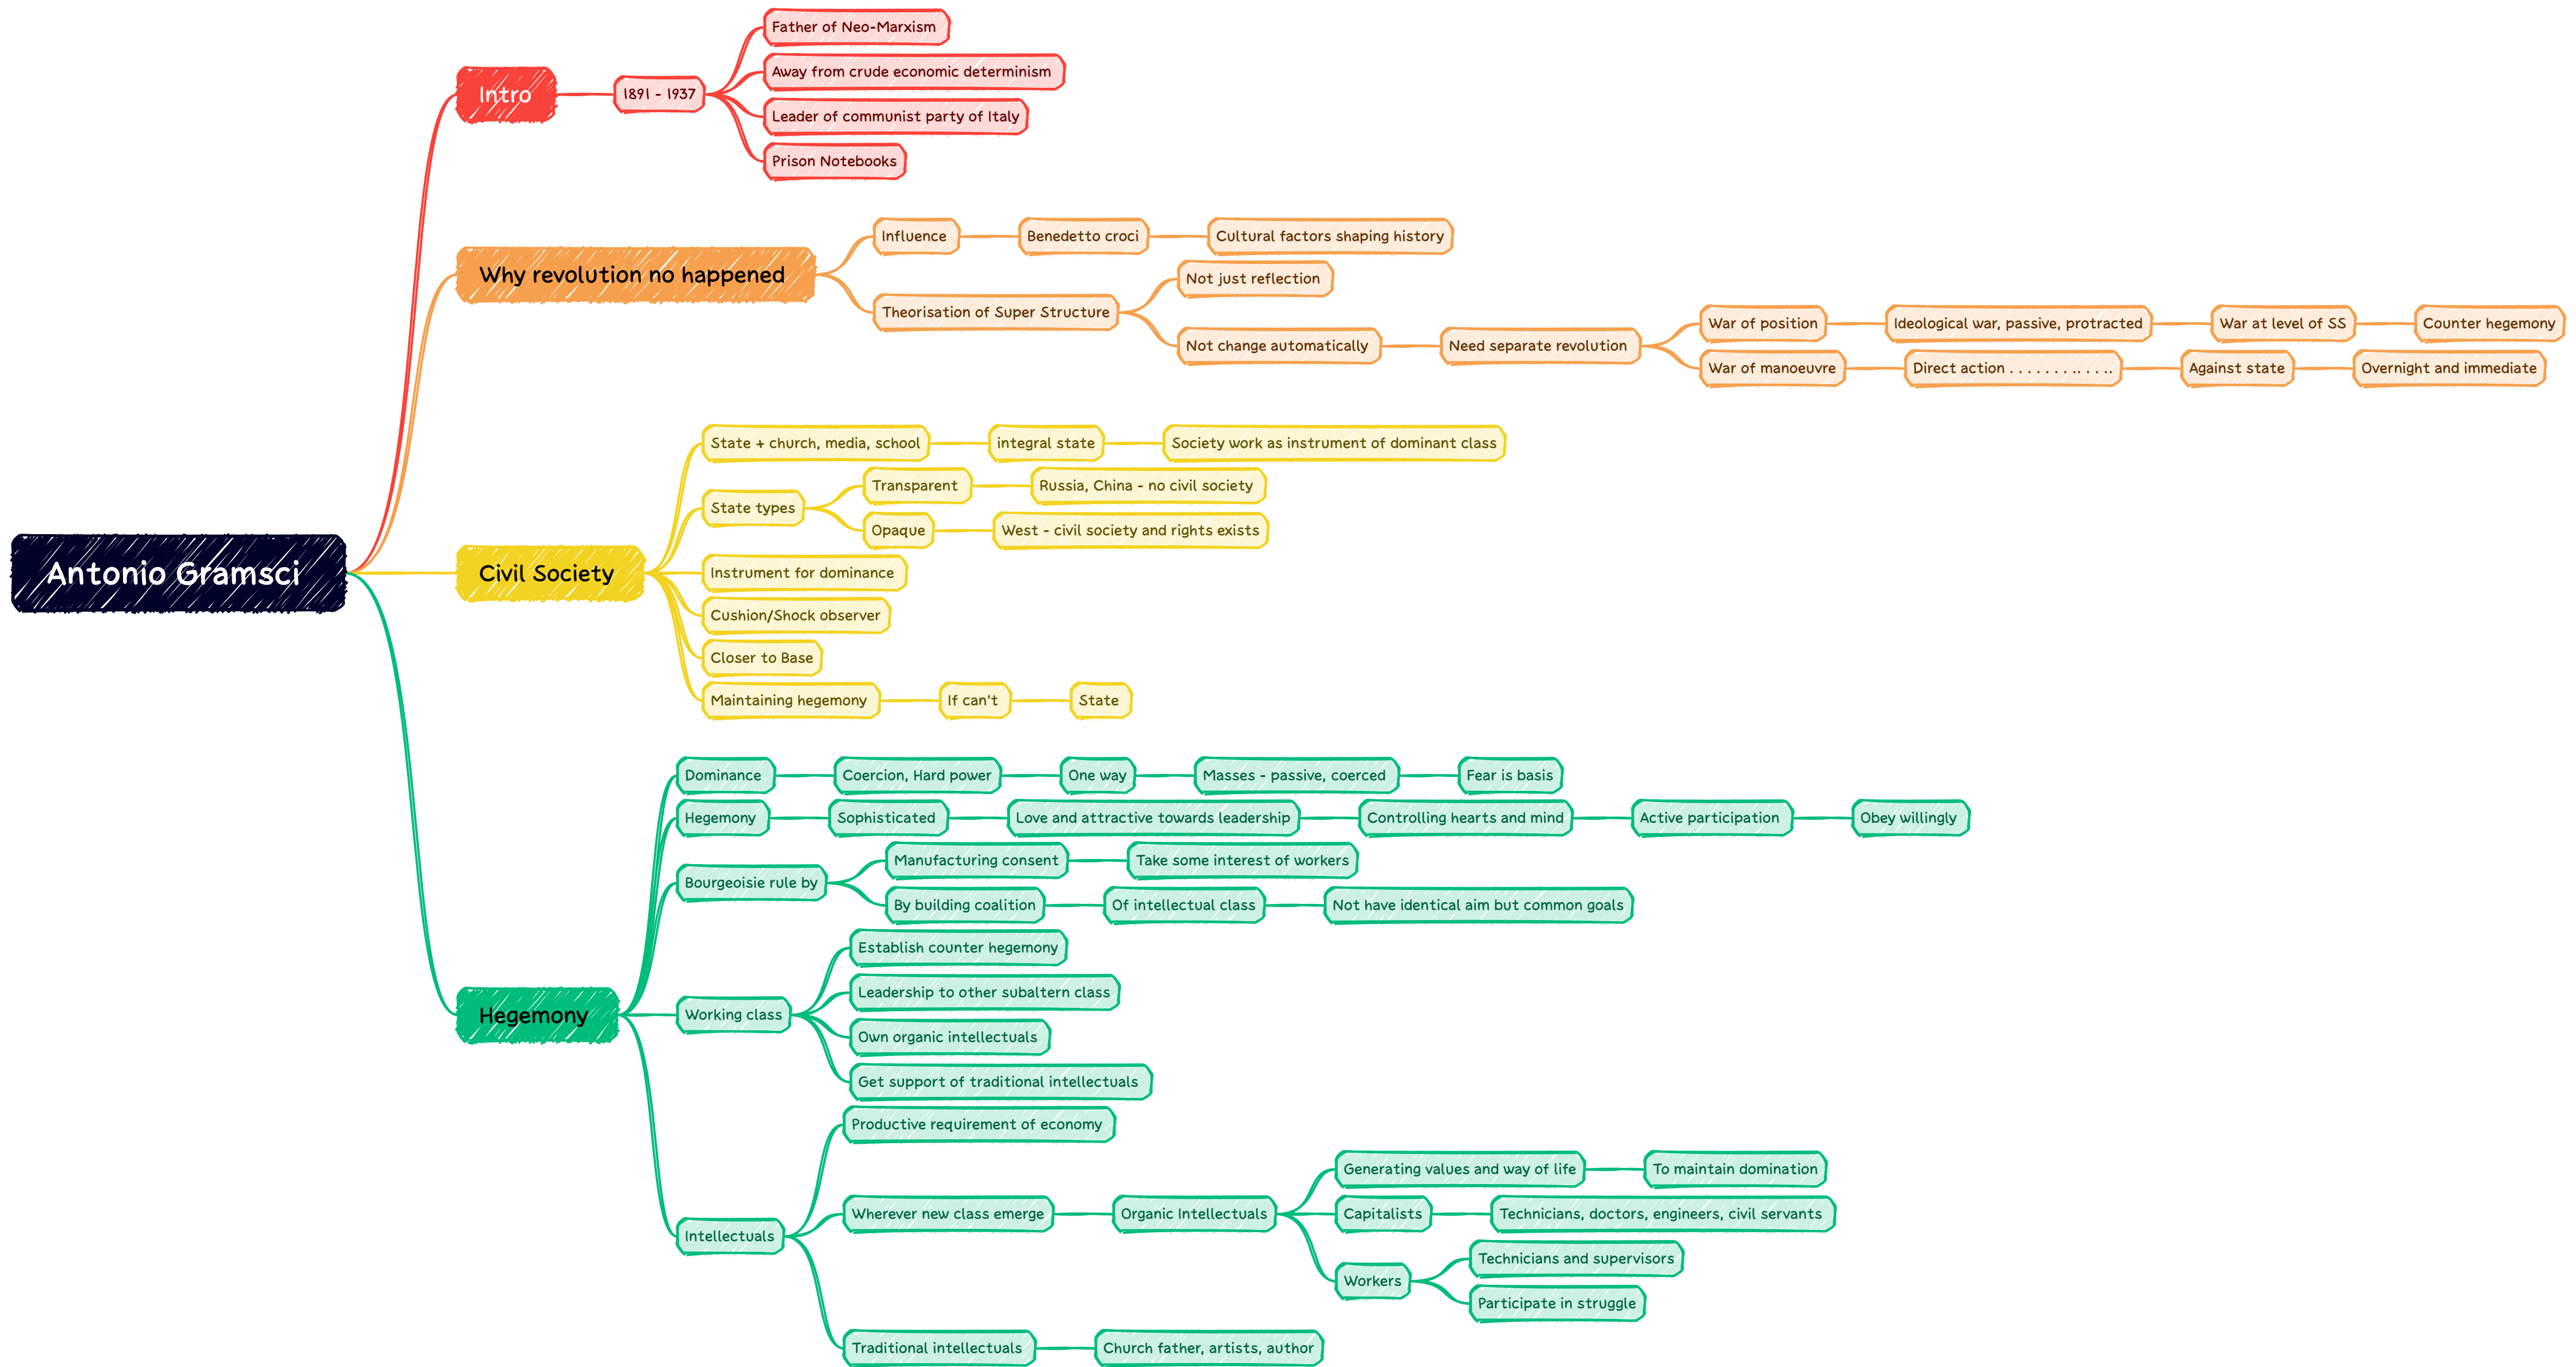 Antonio Gramsci
Intro
1891 - 1937
Father of Neo-Marxism
Away from crude economic determinism
Leader of communist party of Italy
Prison Notebooks
Why revolution no happened
Influence
Benedetto croci
Cultural factors shaping history
Theorisation of Super Structure
Not just reflection
Not change automatically
Need separate revolution
War of position
Ideological war, passive, protracted
War at level of SS
Counter hegemony
War of manoeuvre
Direct action . . . . . . . .. . . ..
Against state
Overnight and immediate
Civil Society
State + church, media, school
integral state
Society work as instrument of dominant class
State types
Transparent
Russia, China - no civil society
Opaque
West - civil society and rights exists
Instrument for dominance
Cushion/Shock observer
Closer to Base
Maintaining hegemony
If can't
State
Hegemony
Dominance
Coercion, Hard power
One way
Masses - passive, coerced
Fear is basis
Hegemony
Sophisticated
Love and attractive towards leadership
Controlling hearts and mind
Active participation
Obey willingly
Bourgeoisie rule by
Manufacturing consent
Take some interest of workers
By building coalition
Of intellectual class
Not have identical aim but common goals
Working class
Establish counter hegemony
Leadership to other subaltern class
Own organic intellectuals
Get support of traditional intellectuals
Intellectuals
Productive requirement of economy
Wherever new class emerge
Organic Intellectuals
Generating values and way of life
To maintain domination
Capitalists
Technicians, doctors, engineers, civil servants
Workers
Technicians and supervisors
Participate in struggle
Traditional intellectuals
Church father, artists, author